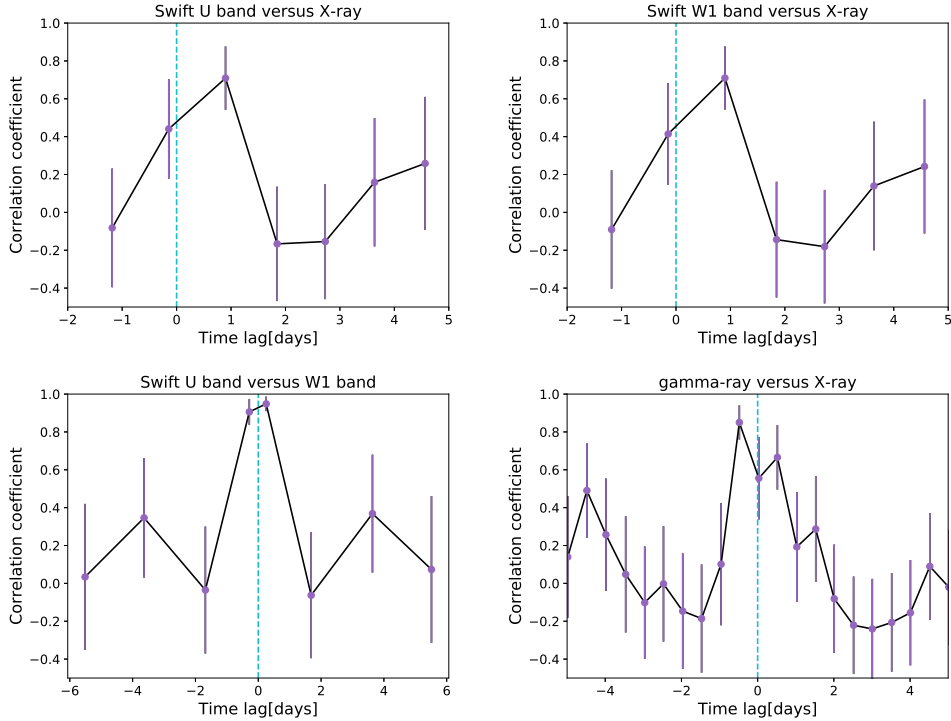 Swift U band versus X-ray
Correlation coefficient
1.0
0.8
0.6
0.4
0.2
0.0
−0.2
−0.4
−2 −1 0 1 2 3 4 5
Time lag[days]
Swift W1 band versus X-ray
Correlation coefficient
1.0
0.8
0.6
0.4
0.2
0.0
−0.2
−0.4
−2 −1 0 1 2 3 4 5
Time lag[days]
Swift U band versus W1 band
Correlation coefficient
1.0
0.8
0.6
0.4
0.2
0.0
−0.2
−0.4
−6 −4 −2 0 2 4 6
Time lag[days]
gamma-ray versus X-ray
Correlation coefficient
1.0
0.8
0.6
0.4
0.2
0.0
−0.2
−0.4
−4 −2 0 2 4
Time lag[days]